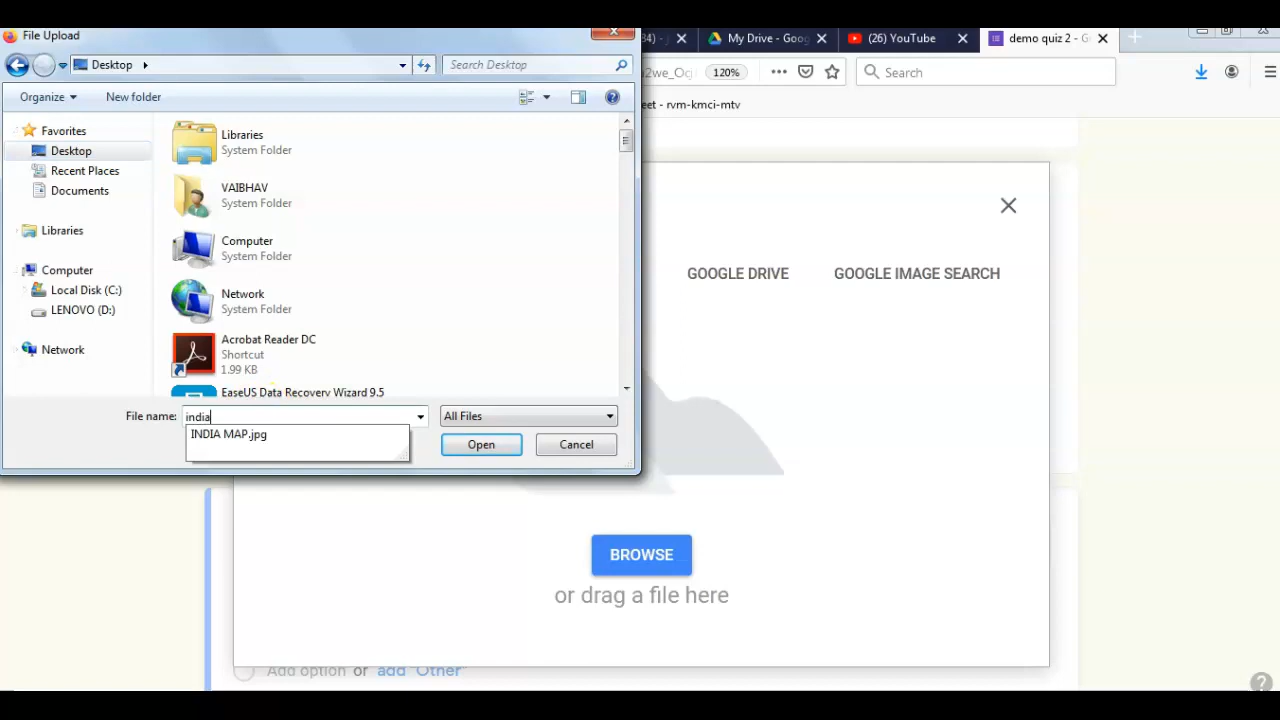 File Upload
84) -
My Drive - Goog
(26) YouTube
demo quiz 2 - G
Desktop
Search Desktop
120%
Search
Organize
New folder
eet - rvm-kmci-mtv
Favorites
Desktop
Recent Places
Documents
Libraries
Computer
Local Disk (C:)
LENOVO (D:)
Network
Libraries
System Folder
VAIBHAV
System Folder
Computer
System Folder
Network
System Folder
Acrobat Reader DC
Shortcut
1.99 KB
EaseUS Data Recovery Wizard 9.5
GOOGLE DRIVE
GOOGLE IMAGE SEARCH
File name:
india
All Files
INDIA MAP.jpg
Open
Cancel
BROWSE
or drag a file here
Add option or add "Other"